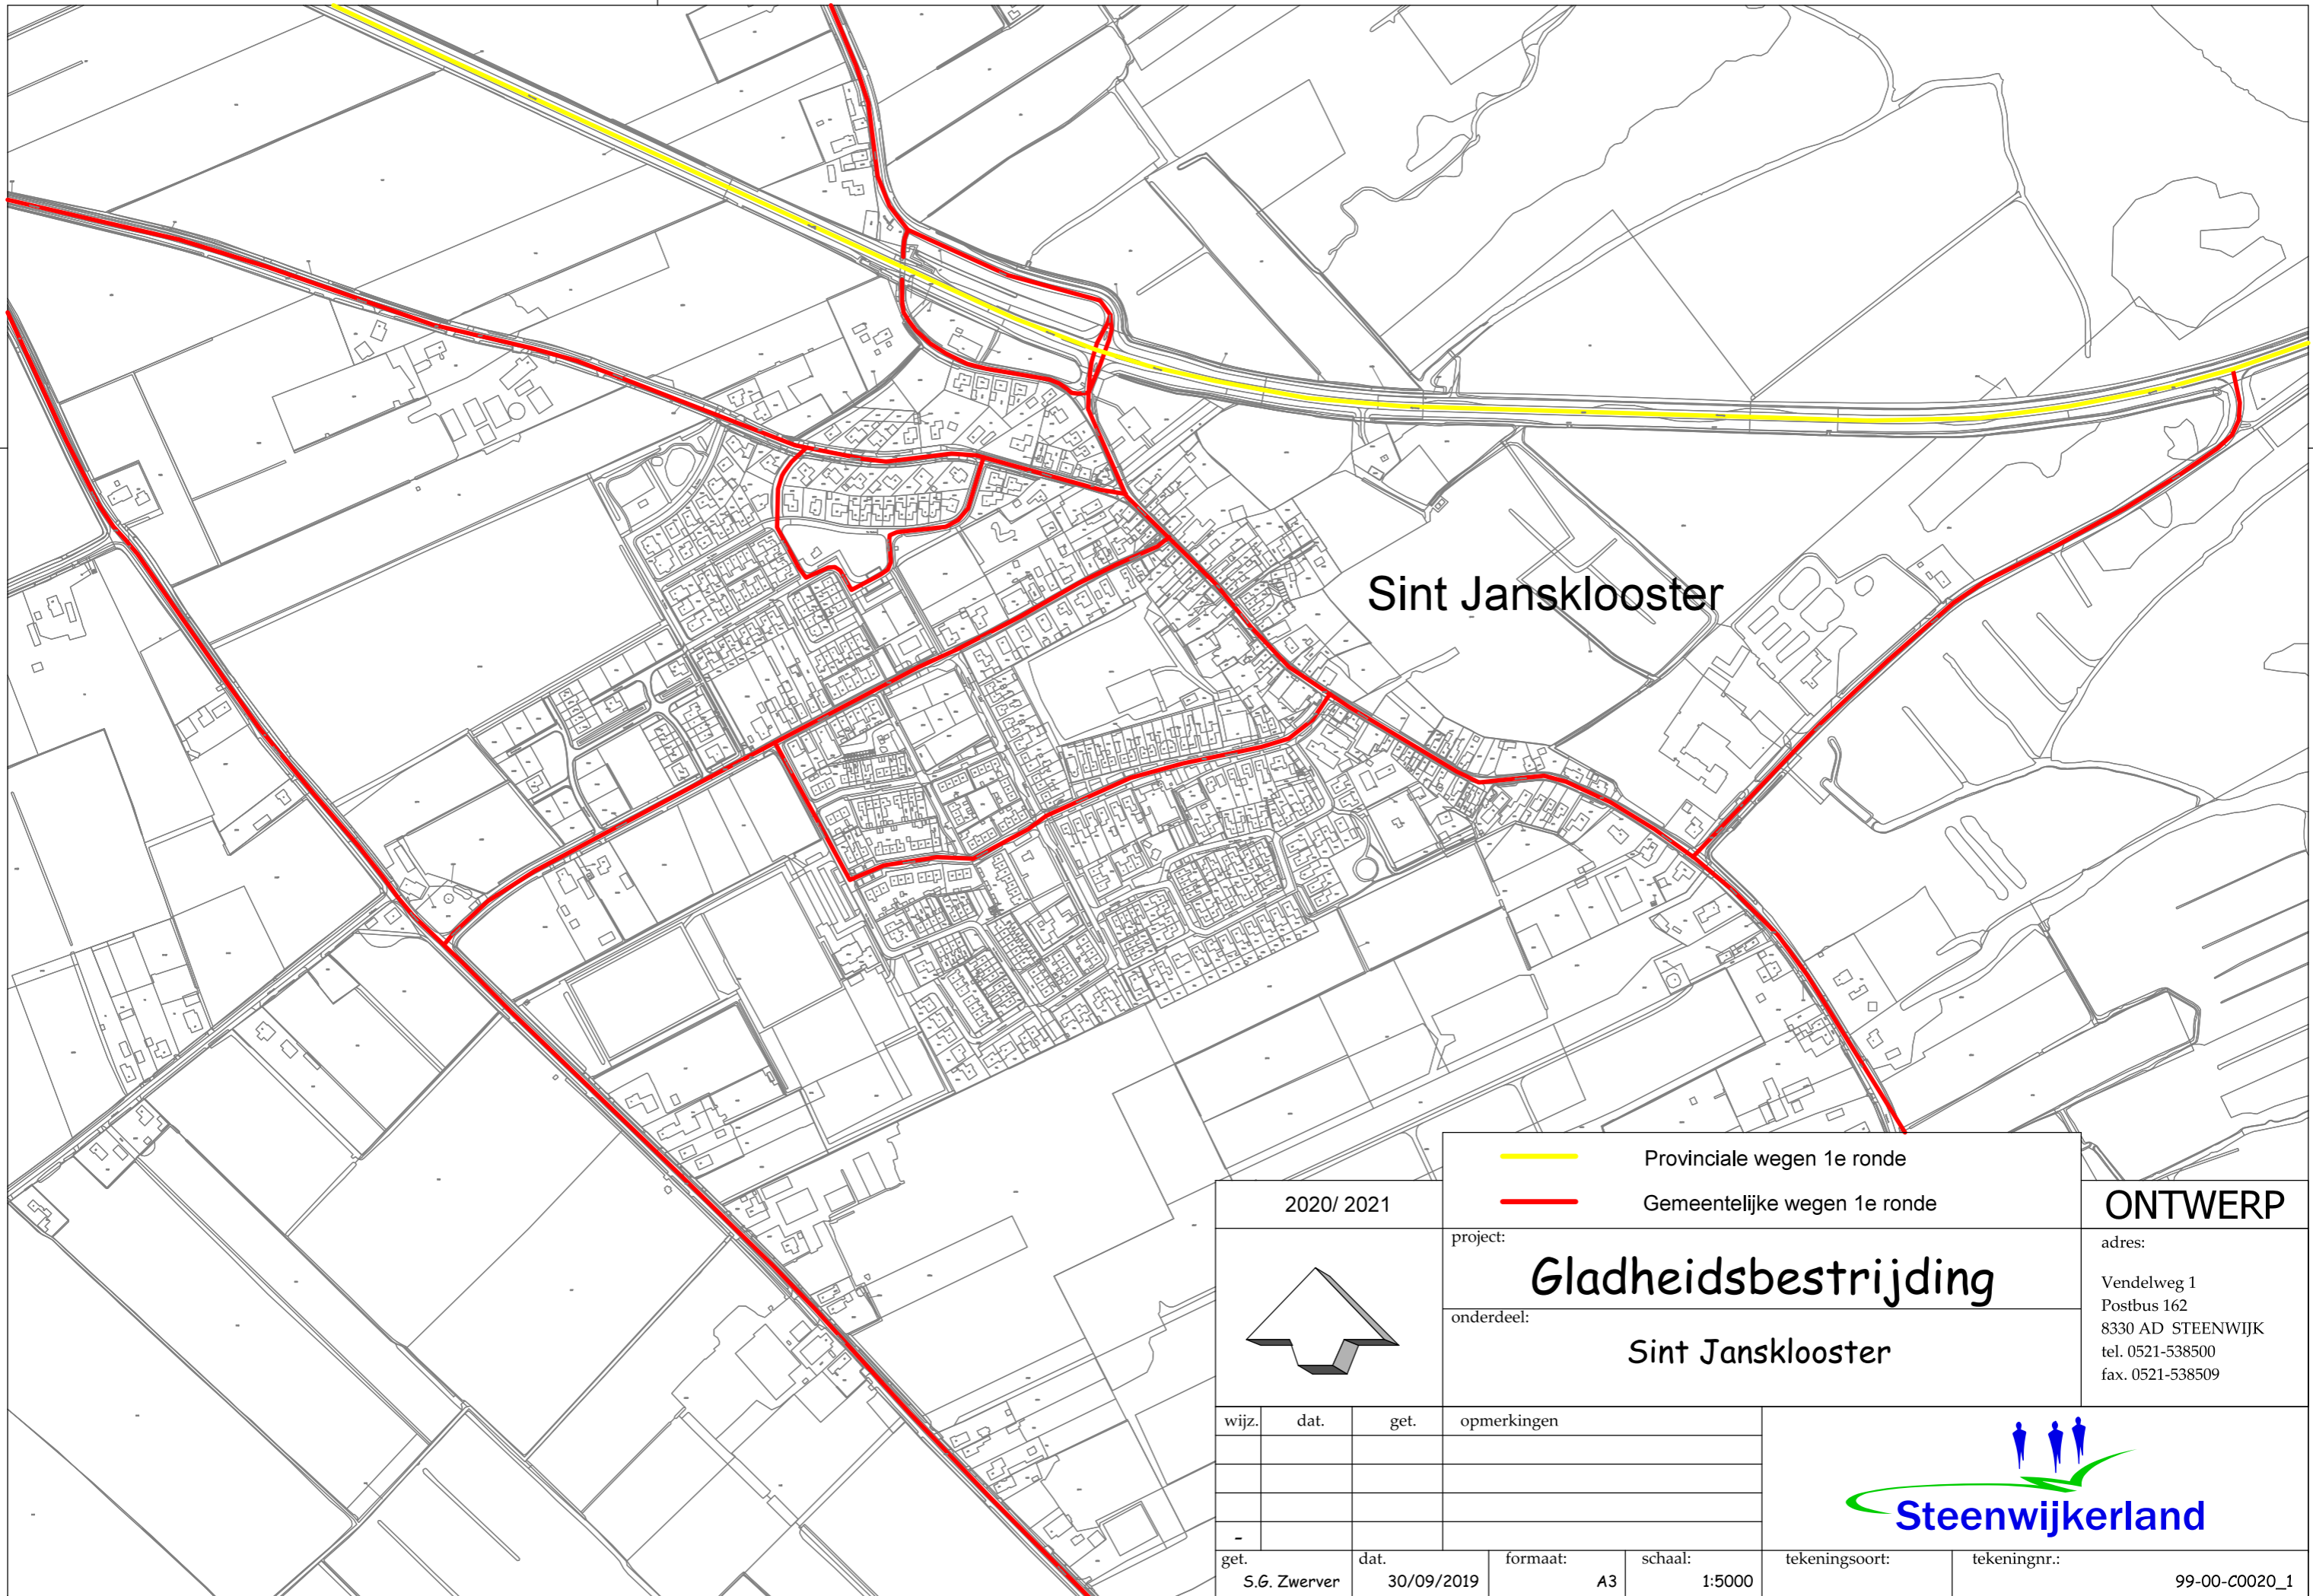 Sint Jansklooster
Provinciale wegen 1e ronde
Gemeentelijke wegen 1e ronde
2020/ 2021
ONTWERP
project:
Gladheidsbestrijding
onderdeel:
Sint Jansklooster
adres:
Vendelweg 1
Postbus 162
8330 AD STEENWIJK
tel. 0521-538500
fax. 0521-538509
wijz. dat. get. opmerkingen
-
Steenwijkerland
get. dat. formaat: schaal: tekeningsoort: tekeningnr.:
S.G. Zwerver 30/09/2019 A3 1:5000 99-00-C0020_1